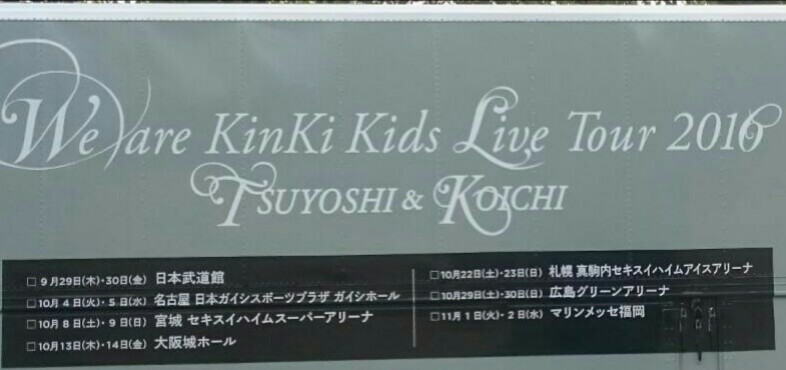 We are KinKi Kids Live Tour 2016
TSUYOSHI & KOICHI
□ 9月29日(木)・30日(金) 日本武道館
□ 10月 4日(火)・ 5日(水) 名古屋 日本ガイシスポーツプラザ ガイシホール
□ 10月 8日(土)・ 9日(日) 宮城 セキスイハイムスーパーアリーナ
□ 10月13日(木)・14日(金) 大阪城ホール
□ 10月22日(土)・23日(日) 札幌 真駒内セキスイハイムアイスアリーナ
□ 10月29日(土)・30日(日) 広島グリーンアリーナ
□ 11月 1日(火)・ 2日(水) マリンメッセ福岡